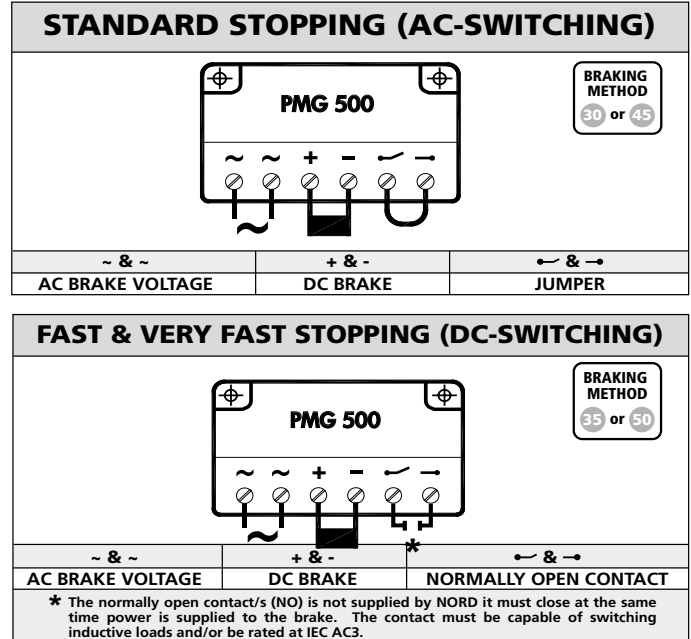 STANDARD STOPPING (AC-SWITCHING)
BRAKING
METHOD
30 or 45
PMG 500
~ ~ + -
~
~ & ~ + & - &
AC BRAKE VOLTAGE DC BRAKE JUMPER
FAST & VERY FAST STOPPING (DC-SWITCHING)
BRAKING
METHOD
35 or 50
PMG 500
~ ~ + -
~
*
~ & ~ + & - &
AC BRAKE VOLTAGE DC BRAKE NORMALLY OPEN CONTACT
* The normally open contact/s (NO) is not supplied by NORD it must close at the same
time power is supplied to the brake. The contact must be capable of switching
inductive loads and/or be rated at IEC AC3.